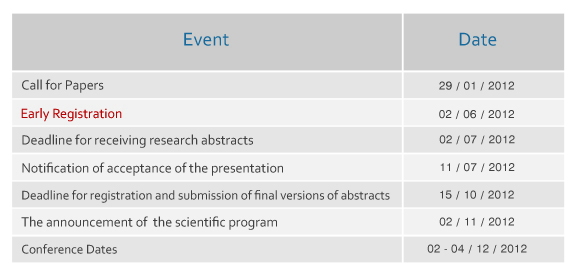 Event Date
Call for Papers 29 / 01 / 2012
Early Registration 02 / 06 / 2012
Deadline for receiving research abstracts 02 / 07 / 2012
Notification of acceptance of the presentation 11 / 07 / 2012
Deadline for registration and submission of final versions of abstracts 15 / 10 / 2012
The announcement of the scientific program 02 / 11 / 2012
Conference Dates 02 - 04 / 12 / 2012